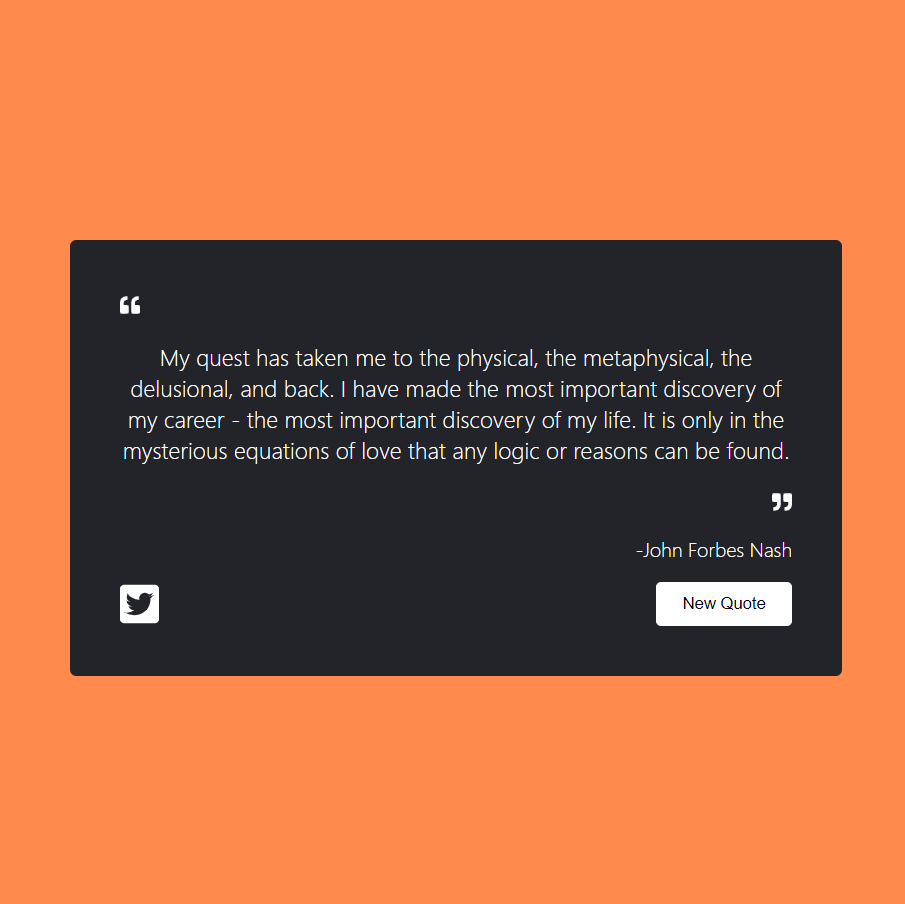 “
My quest has taken me to the physical, the metaphysical, the
delusional, and back. I have made the most important discovery of
my career - the most important discovery of my life. It is only in the
mysterious equations of love that any logic or reasons can be found.
”
-John Forbes Nash
New Quote